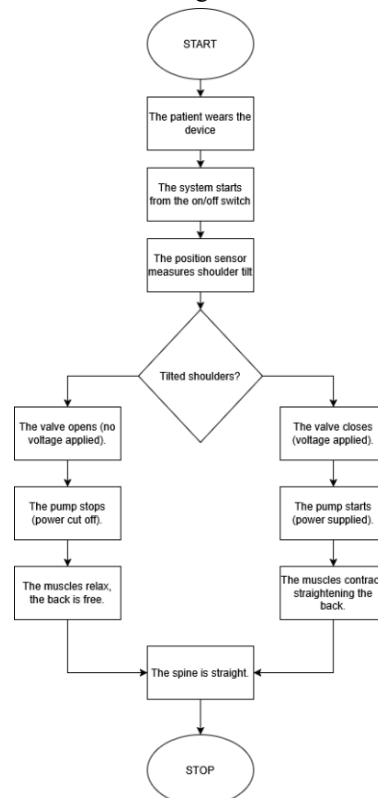 START
The patient wears the
device
The system starts
from the on/off switch
The position sensor
measures shoulder tilt
Tilted shoulders?
The valve opens (no
voltage applied).
The pump stops
(power cut off).
The muscles relax,
the back is free.
The valve closes
(voltage applied).
The pump starts
(power supplied).
The muscles contract
straightening the
back.
The spine is straight.
STOP